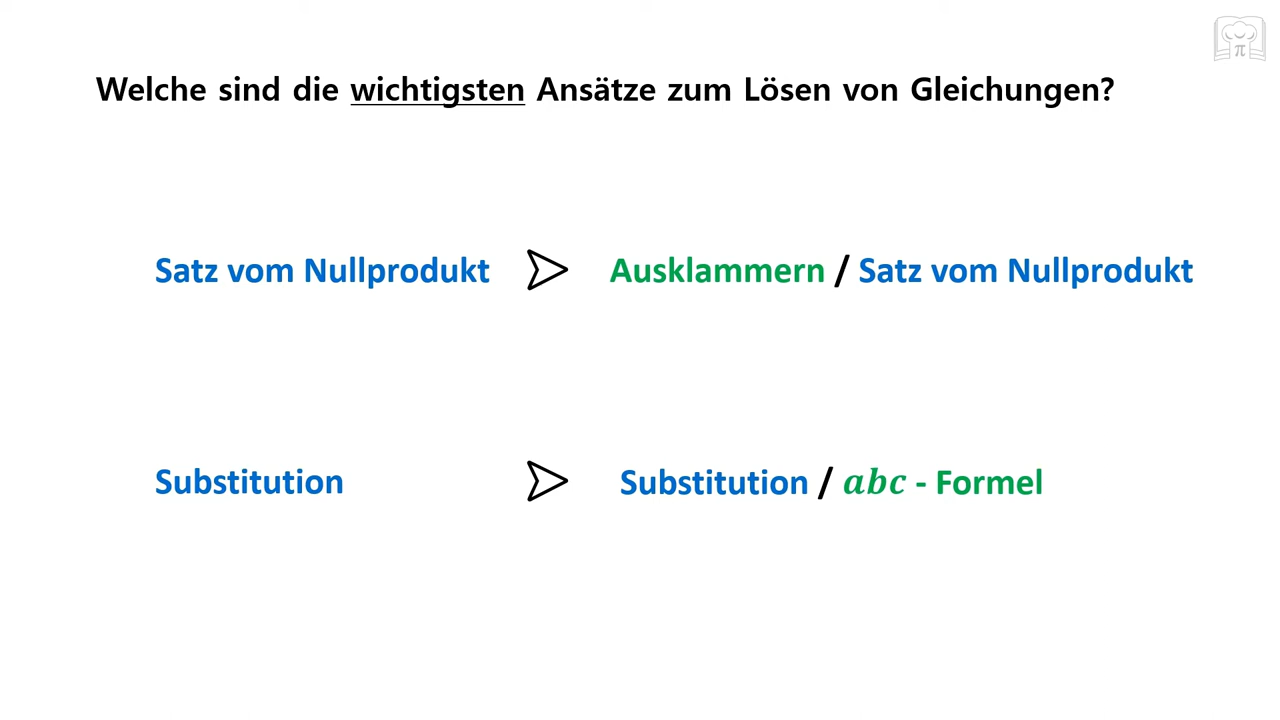 Welche sind die wichtigsten Ansätze zum Lösen von Gleichungen?
Satz vom Nullprodukt ➢ Ausklammern / Satz vom Nullprodukt
Substitution ➢ Substitution / abc - Formel
π